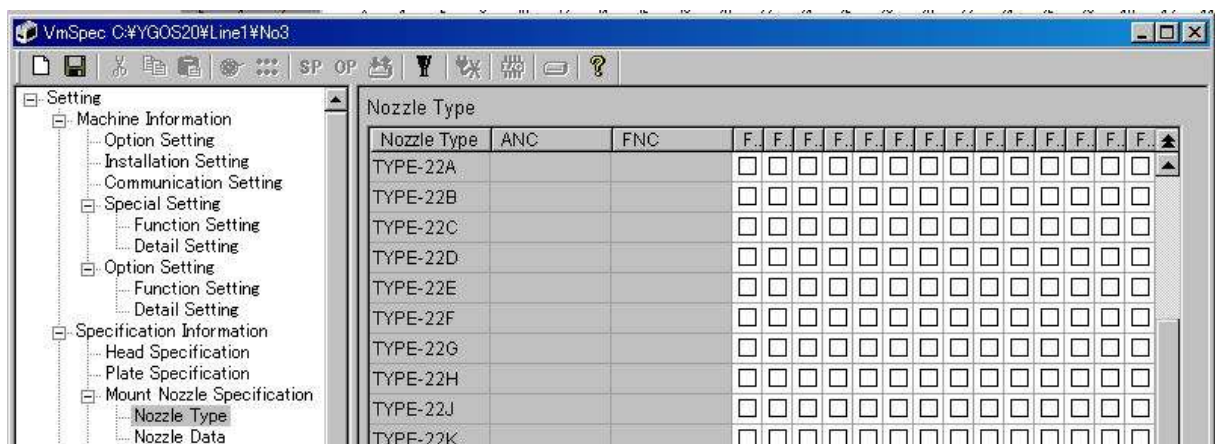 VmSpec C:¥YGOS20¥Line1¥No3
SP OP
Setting
Machine Information
Option Setting
Installation Setting
Communication Setting
Special Setting
Function Setting
Detail Setting
Option Setting
Function Setting
Detail Setting
Specification Information
Head Specification
Plate Specification
Mount Nozzle Specification
Nozzle Type
Nozzle Data
Nozzle Type
Nozzle Type ANC FNC F.. F.. F.. F.. F.. F.. F.. F.. F.. F.. F.. F.. F.. F.. F..
TYPE-22A
TYPE-22B
TYPE-22C
TYPE-22D
TYPE-22E
TYPE-22F
TYPE-22G
TYPE-22H
TYPE-22J
TYPE-22K